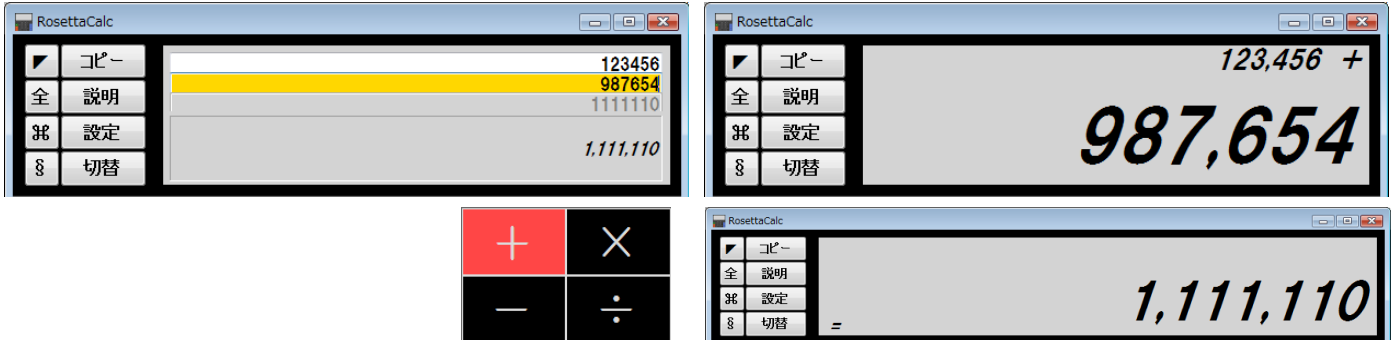 RosettaCalc
コピー
123456
全 説明
987654
1111110
⌘ 設定
1,111,110
§ 切替
RosettaCalc
コピー
123,456 +
全 説明
987,654
⌘ 設定
§ 切替
+ ×
− ÷
RosettaCalc
コピー
全 説明
1,111,110
⌘ 設定
§ 切替
=